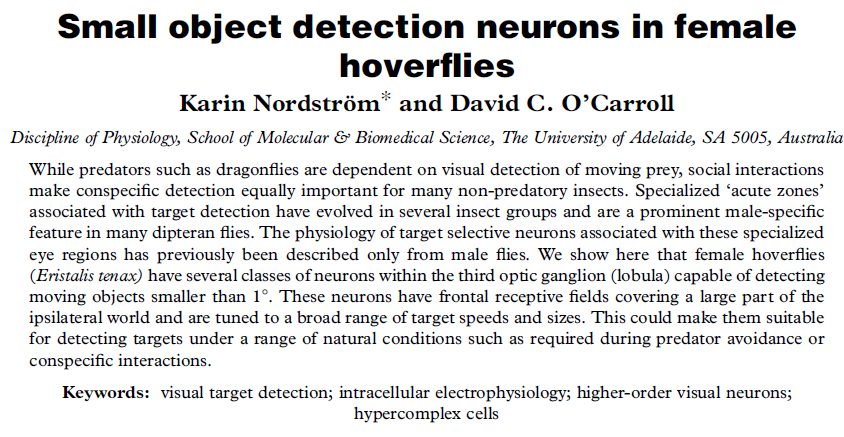 Small object detection neurons in female
hoverflies
Karin Nordström* and David C. O’Carroll
Discipline of Physiology, School of Molecular & Biomedical Science, The University of Adelaide, SA 5005, Australia
While predators such as dragonflies are dependent on visual detection of moving prey, social interactions
make conspecific detection equally important for many non-predatory insects. Specialized ‘acute zones’
associated with target detection have evolved in several insect groups and are a prominent male-specific
feature in many dipteran flies. The physiology of target selective neurons associated with these specialized
eye regions has previously been described only from male flies. We show here that female hoverflies
(Eristalis tenax) have several classes of neurons within the third optic ganglion (lobula) capable of detecting
moving objects smaller than 1°. These neurons have frontal receptive fields covering a large part of the
ipsilateral world and are tuned to a broad range of target speeds and sizes. This could make them suitable
for detecting targets under a range of natural conditions such as required during predator avoidance or
conspecific interactions.
Keywords: visual target detection; intracellular electrophysiology; higher-order visual neurons;
hypercomplex cells